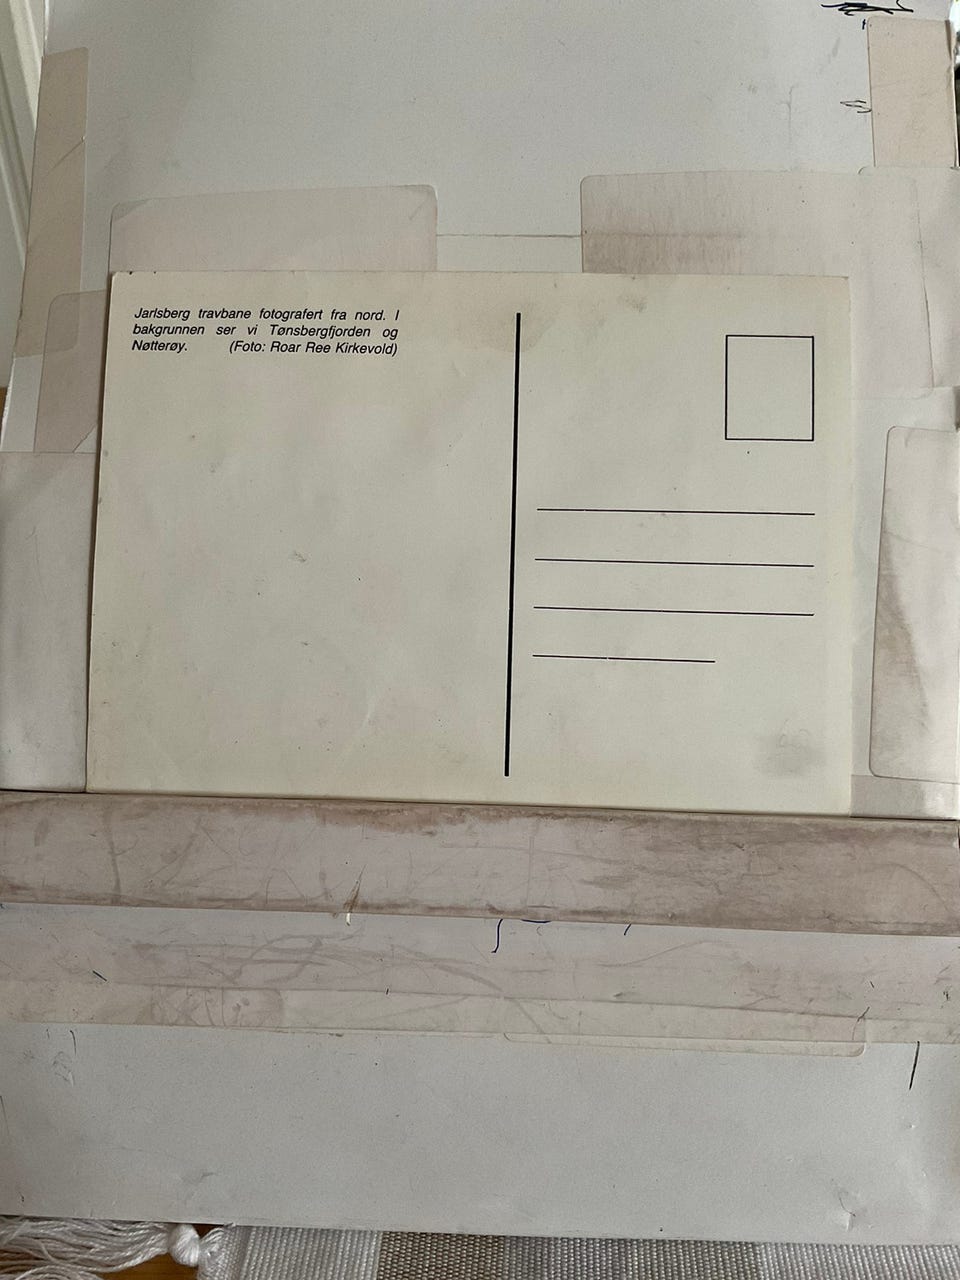 Jarlsberg travbane fotografert fra nord. I
bakgrunnen ser vi Tønsbergfjorden og
Nøtterøy. (Foto: Roar Ree Kirkevold)